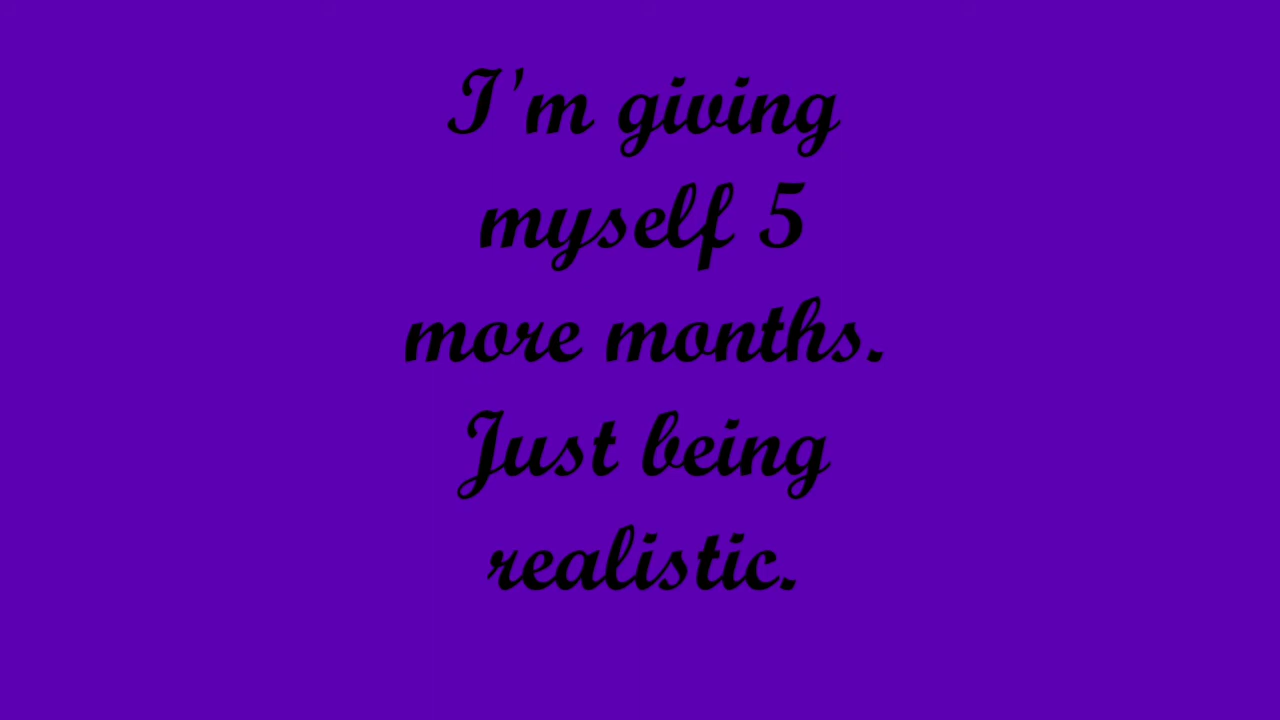 I'm giving
myself 5
more months.
Just being
realistic.